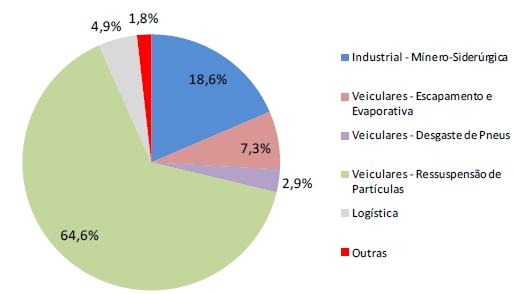 4,9%
1,8%
18,6%
7,3%
2,9%
64,6%
Industrial - Mínero-Siderúrgica
Veiculares - Escapamento e
Evaporativa
Veiculares - Desgaste de Pneus
Veiculares - Ressuspensão de
Partículas
Logística
Outras